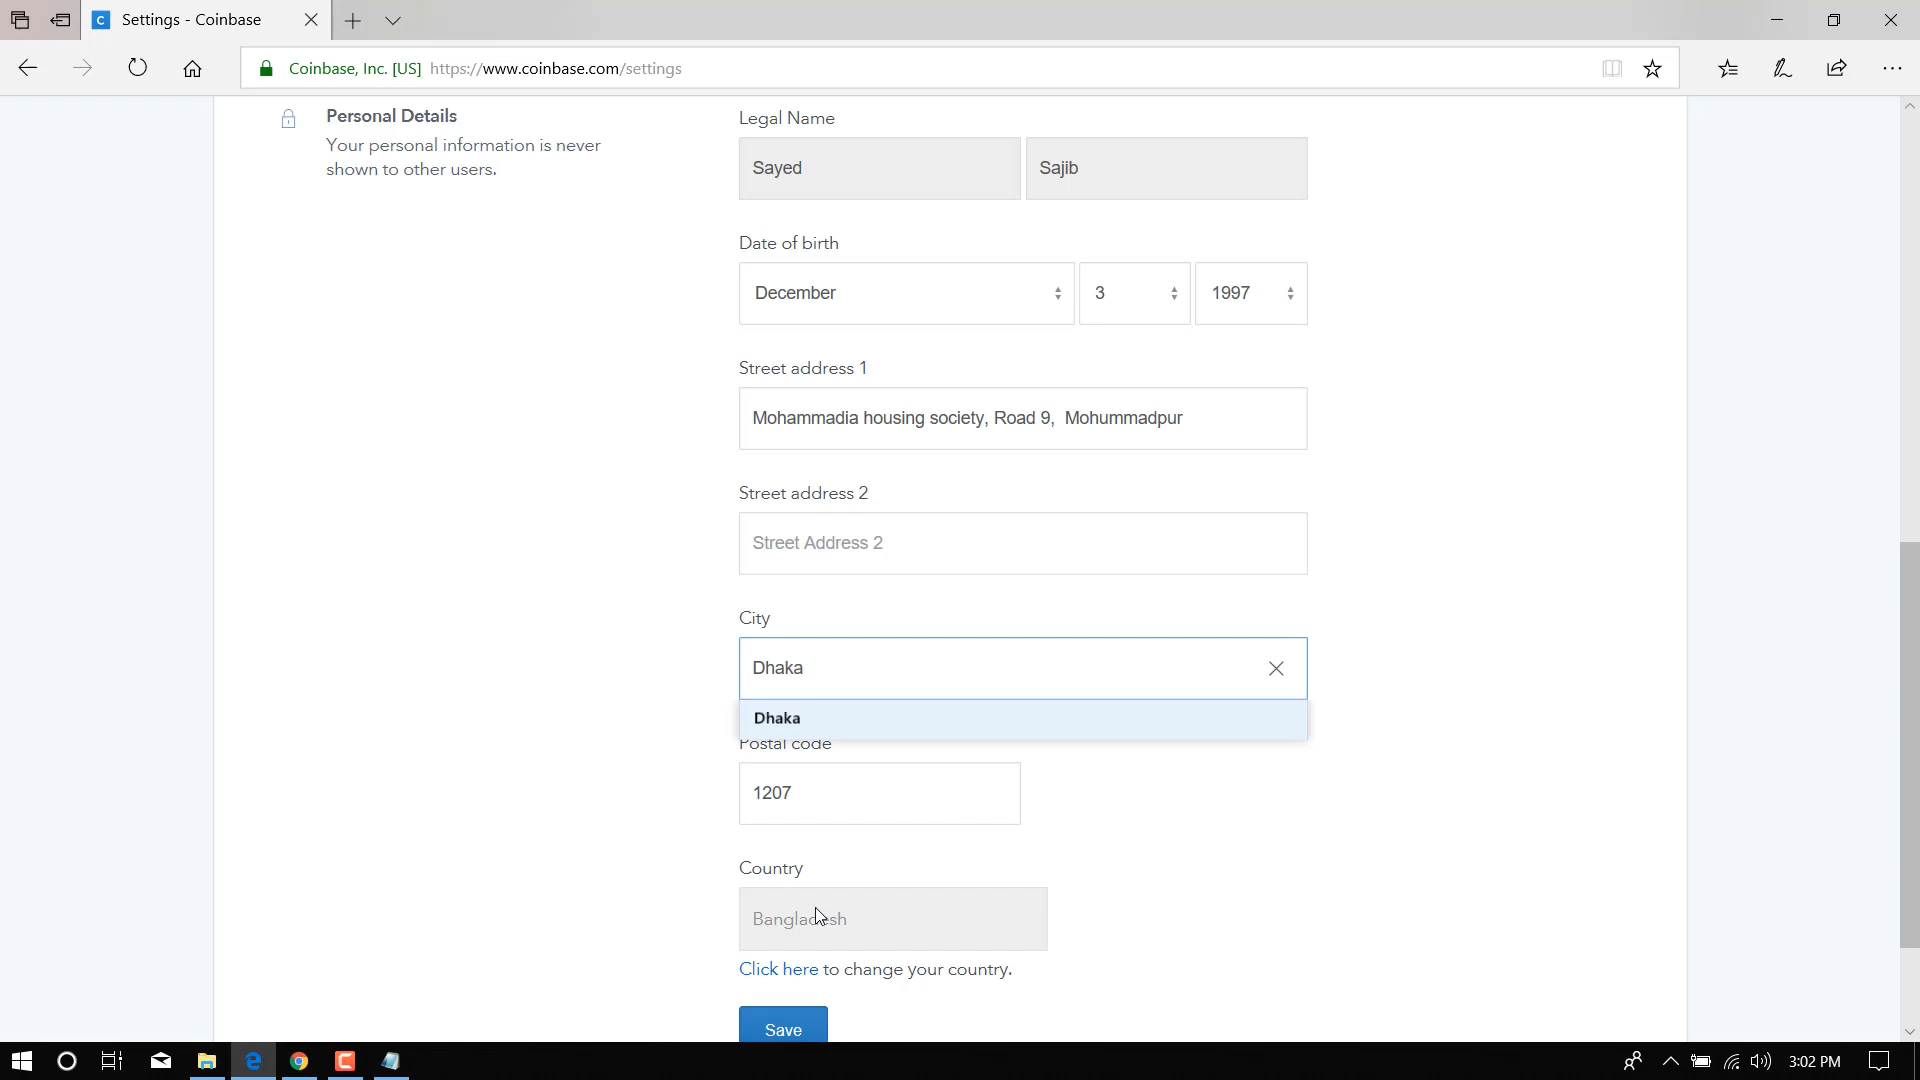 Settings - Coinbase
Coinbase, Inc. [US] https://www.coinbase.com/settings
Personal Details
Your personal information is never
shown to other users.
Legal Name
Sayed Sajib
Date of birth
December 3 1997
Street address 1
Mohammadia housing society, Road 9,  Mohummadpur
Street address 2
Street Address 2
City
Dhaka
Dhaka
Postal code
1207
Country
Bangladesh
Click here to change your country.
Save
3:02 PM